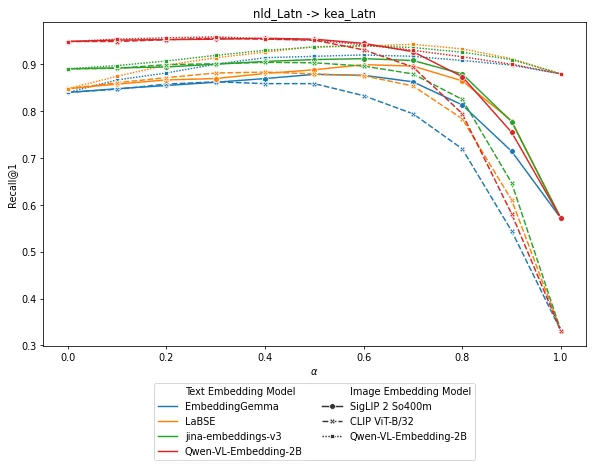 nld_Latn -> kea_Latn
Recall@1
0.9
0.8
0.7
0.6
0.5
0.4
0.3
0.0 0.2 0.4 0.6 0.8 1.0
α
Text Embedding Model Image Embedding Model
EmbeddingGemma SigLIP 2 So400m
LaBSE CLIP ViT-B/32
jina-embeddings-v3 Qwen-VL-Embedding-2B
Qwen-VL-Embedding-2B